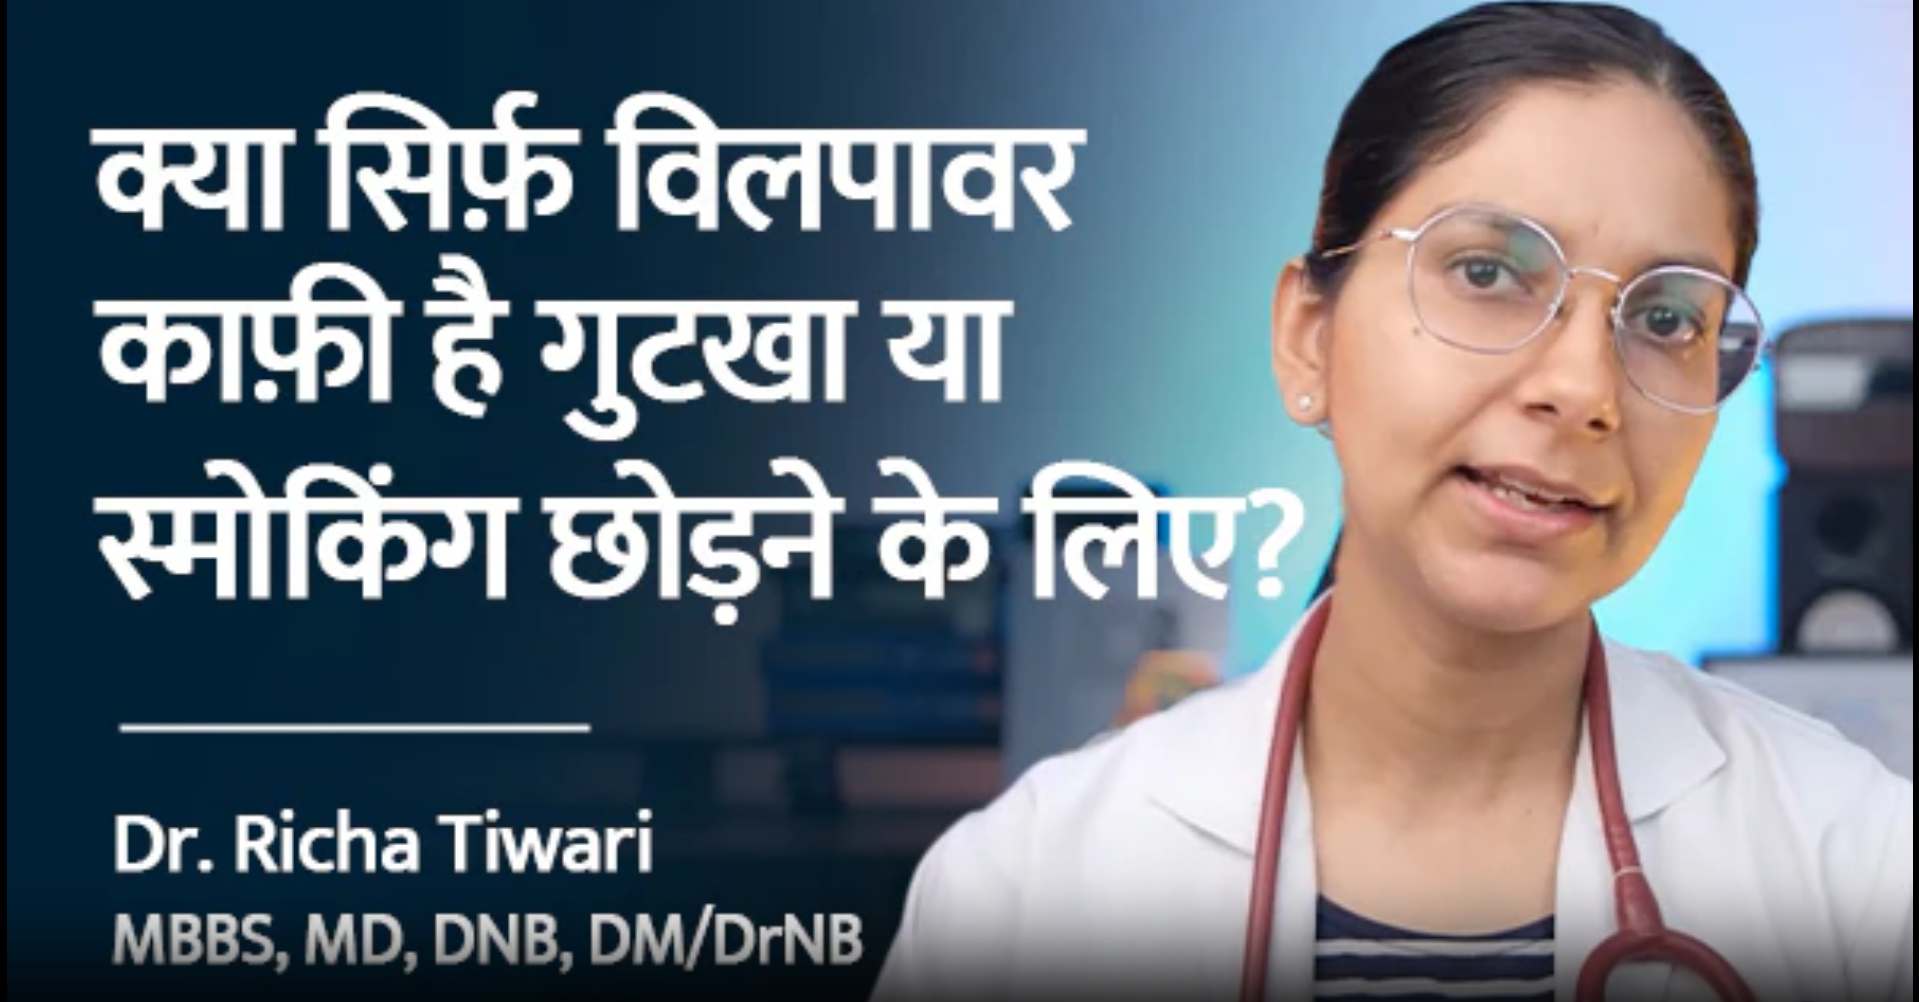 क्या सिर्फ़ विलपावर
काफ़ी है गुटखा या
स्मोकिंग छोड़ने के लिए?
Dr. Richa Tiwari
MBBS, MD, DNB, DM/DrNB